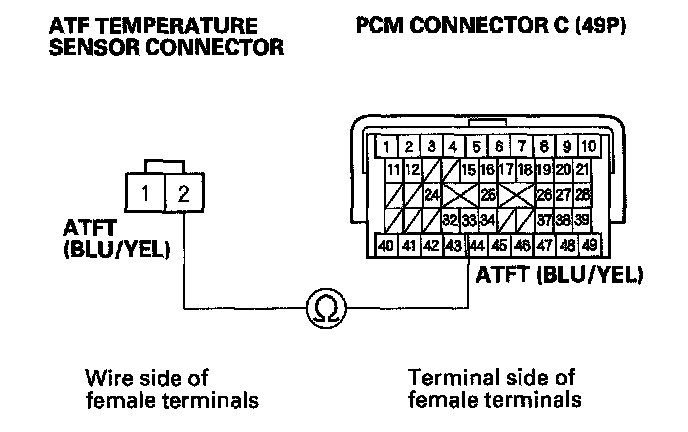 ATF TEMPERATURE
SENSOR CONNECTOR
PCM CONNECTOR C (49P)
1 2
ATFT
(BLU/YEL)
1 2 3 4 5 6 7 8 9 10
11 12 15 16 17 18 19 20 21
24 25 26 27 28
32 33 34 37 38 39
40 41 42 43 44 45 46 47 48 49
ATFT (BLU/YEL)
Ω
Wire side of
female terminals
Terminal side of
female terminals